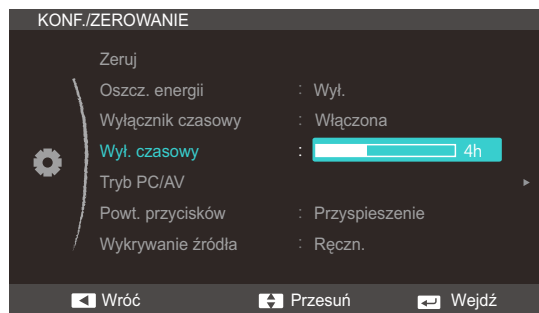 KONF./ZEROWANIE
Zeruj
Oszcz. energii : Wył.
Wyłącznik czasowy : Włączona
Wył. czasowy : 4h
Tryb PC/AV
Powt. przycisków : Przyspieszenie
Wykrywanie źródła : Ręczn.
Wróć Przesuń Wejdź